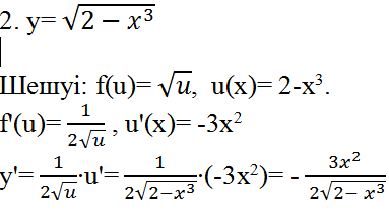 2. y= √(2 − x³)
Шешуі: f(u)= √u, u(x)= 2-x³.
f'(u)= 1/(2√u) , u'(x)= -3x²
y'= 1/(2√u)·u'= 1/(2√(2−x³))·(-3x²)= - 3x²/(2√(2− x³))